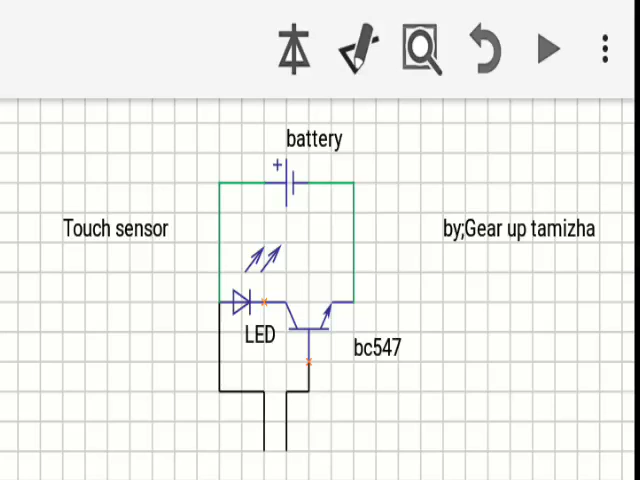 battery
+
Touch sensor
by;Gear up tamizha
LED
bc547